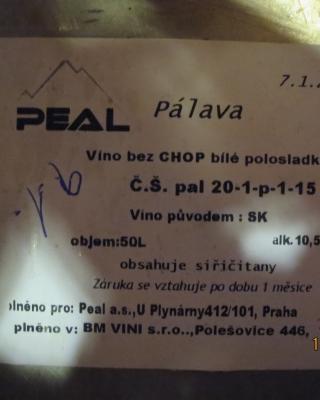 7.1.2
PEAL Pálava
Víno bez CHOP bílé polosladk
Č.Š. pal 20-1-p-1-15
Víno původem : SK
objem:50L alk. 10,5
obsahuje siřičitany
Záruka se vztahuje po dobu 1 měsíce
plněno pro: Peal a.s.,U Plynárny412/101, Praha
plněno v: BM VINI s.r.o..,Polešovice 446,